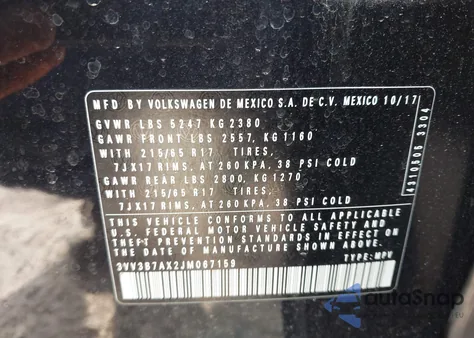 MFD BY VOLKSWAGEN DE MEXICO S.A. DE C.V. MEXICO 10/17
GVWR LBS 5247 KG 2380
GAWR FRONT LBS 2557, KG 1160
WITH 215/65 R17 TIRES,
7JX17 RIMS, AT 260 KPA, 38 PSI COLD
GAWR REAR LBS 2800, KG 1270
WITH 215/65 R17 TIRES,
7JX17 RIMS, AT 260 KPA, 38 PSI COLD
THIS VEHICLE CONFORMS TO ALL APPLICABLE
U.S. FEDERAL MOTOR VEHICLE SAFETY AND
THEFT PREVENTION STANDARDS IN EFFECT ON
THE DATE OF MANUFACTURE SHOWN ABOVE.
3VV3B7AX2JM067159 TYPE: MPV
4310606 3304
autoSnap